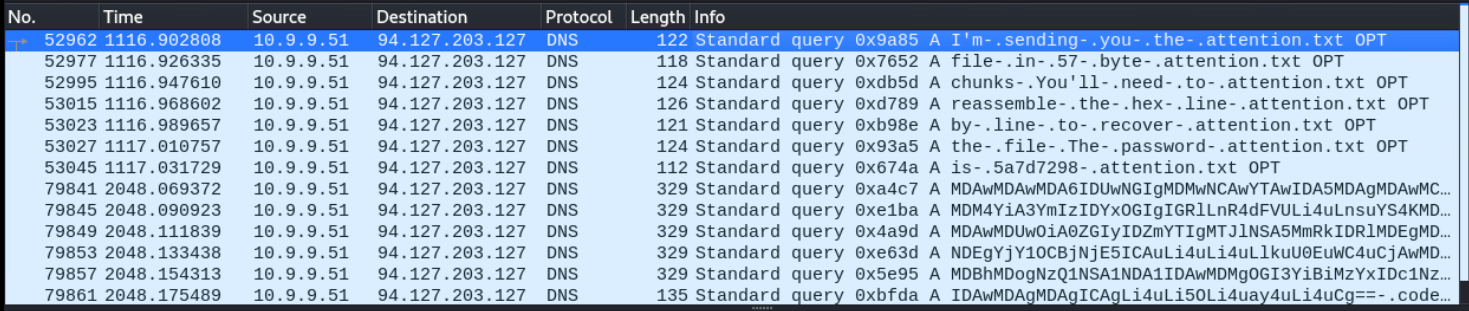 No. Time Source Destination Protocol Length Info
52962 1116.902808 10.9.9.51 94.127.203.127 DNS 122 Standard query 0x9a85 A I'm-.sending-.you-.the-.attention.txt OPT
52977 1116.926335 10.9.9.51 94.127.203.127 DNS 118 Standard query 0x7652 A file-.in-.57-.byte-.attention.txt OPT
52995 1116.947610 10.9.9.51 94.127.203.127 DNS 124 Standard query 0xdb5d A chunks-.You'll-.need-.to-.attention.txt OPT
53015 1116.968602 10.9.9.51 94.127.203.127 DNS 126 Standard query 0xd789 A reassemble-.the-.hex-.line-.attention.txt OPT
53023 1116.989657 10.9.9.51 94.127.203.127 DNS 121 Standard query 0xb98e A by-.line-.to-.recover-.attention.txt OPT
53027 1117.010757 10.9.9.51 94.127.203.127 DNS 124 Standard query 0x93a5 A the-.file-.The-.password-.attention.txt OPT
53045 1117.031729 10.9.9.51 94.127.203.127 DNS 112 Standard query 0x674a A is-.5a7d7298-.attention.txt OPT
79841 2048.069372 10.9.9.51 94.127.203.127 DNS 329 Standard query 0xa4c7 A MDAwMDAwMDA6IDUwNGIgMDMwNCAwYTAwIDA5MDAgMDAwMC…
79845 2048.090923 10.9.9.51 94.127.203.127 DNS 329 Standard query 0xe1ba A MDM4YiA3YmIzIDYxOGIgIGRlLnR4dFVULi4uLnsuYS4KMD…
79849 2048.111839 10.9.9.51 94.127.203.127 DNS 329 Standard query 0x4a9d A MDAwMDUwOiA0ZGIyIDZmYTIgMTJlNSA5MmRkIDRlMDEgMD…
79853 2048.133438 10.9.9.51 94.127.203.127 DNS 329 Standard query 0xe63d A NDEgYjY1OCBjNjE5ICAuLi4uLi4uLlkuU0EuWC4uCjAwMD…
79857 2048.154313 10.9.9.51 94.127.203.127 DNS 329 Standard query 0x5e95 A MDBhMDogNzQ1NSA1NDA1IDAwMDMgOGI3YiBiMzYxIDc1Nz…
79861 2048.175489 10.9.9.51 94.127.203.127 DNS 135 Standard query 0xbfda A IDAwMDAgMDAgICAgLi4uLi5OLi4uay4uLi4uCg==-.code…